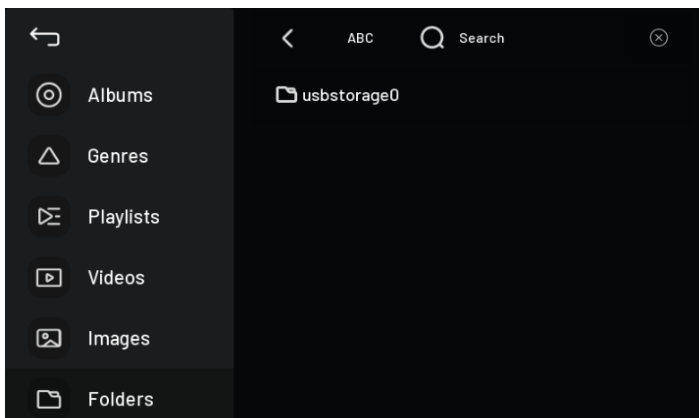 ABC
Search
Albums
usbstorage0
Genres
Playlists
Videos
Images
Folders